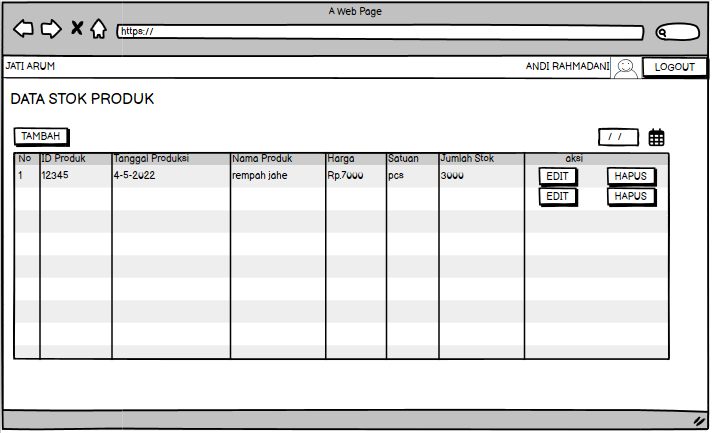 A Web Page
https://
JATI ARUM ANDI RAHMADANI LOGOUT
DATA STOK PRODUK
TAMBAH / /
No ID Produk Tanggal Produksi Nama Produk Harga Satuan Jumlah Stok aksi
1 12345 4-5-2022 rempah jahe Rp.7000 pcs 3000 EDIT HAPUS
EDIT HAPUS